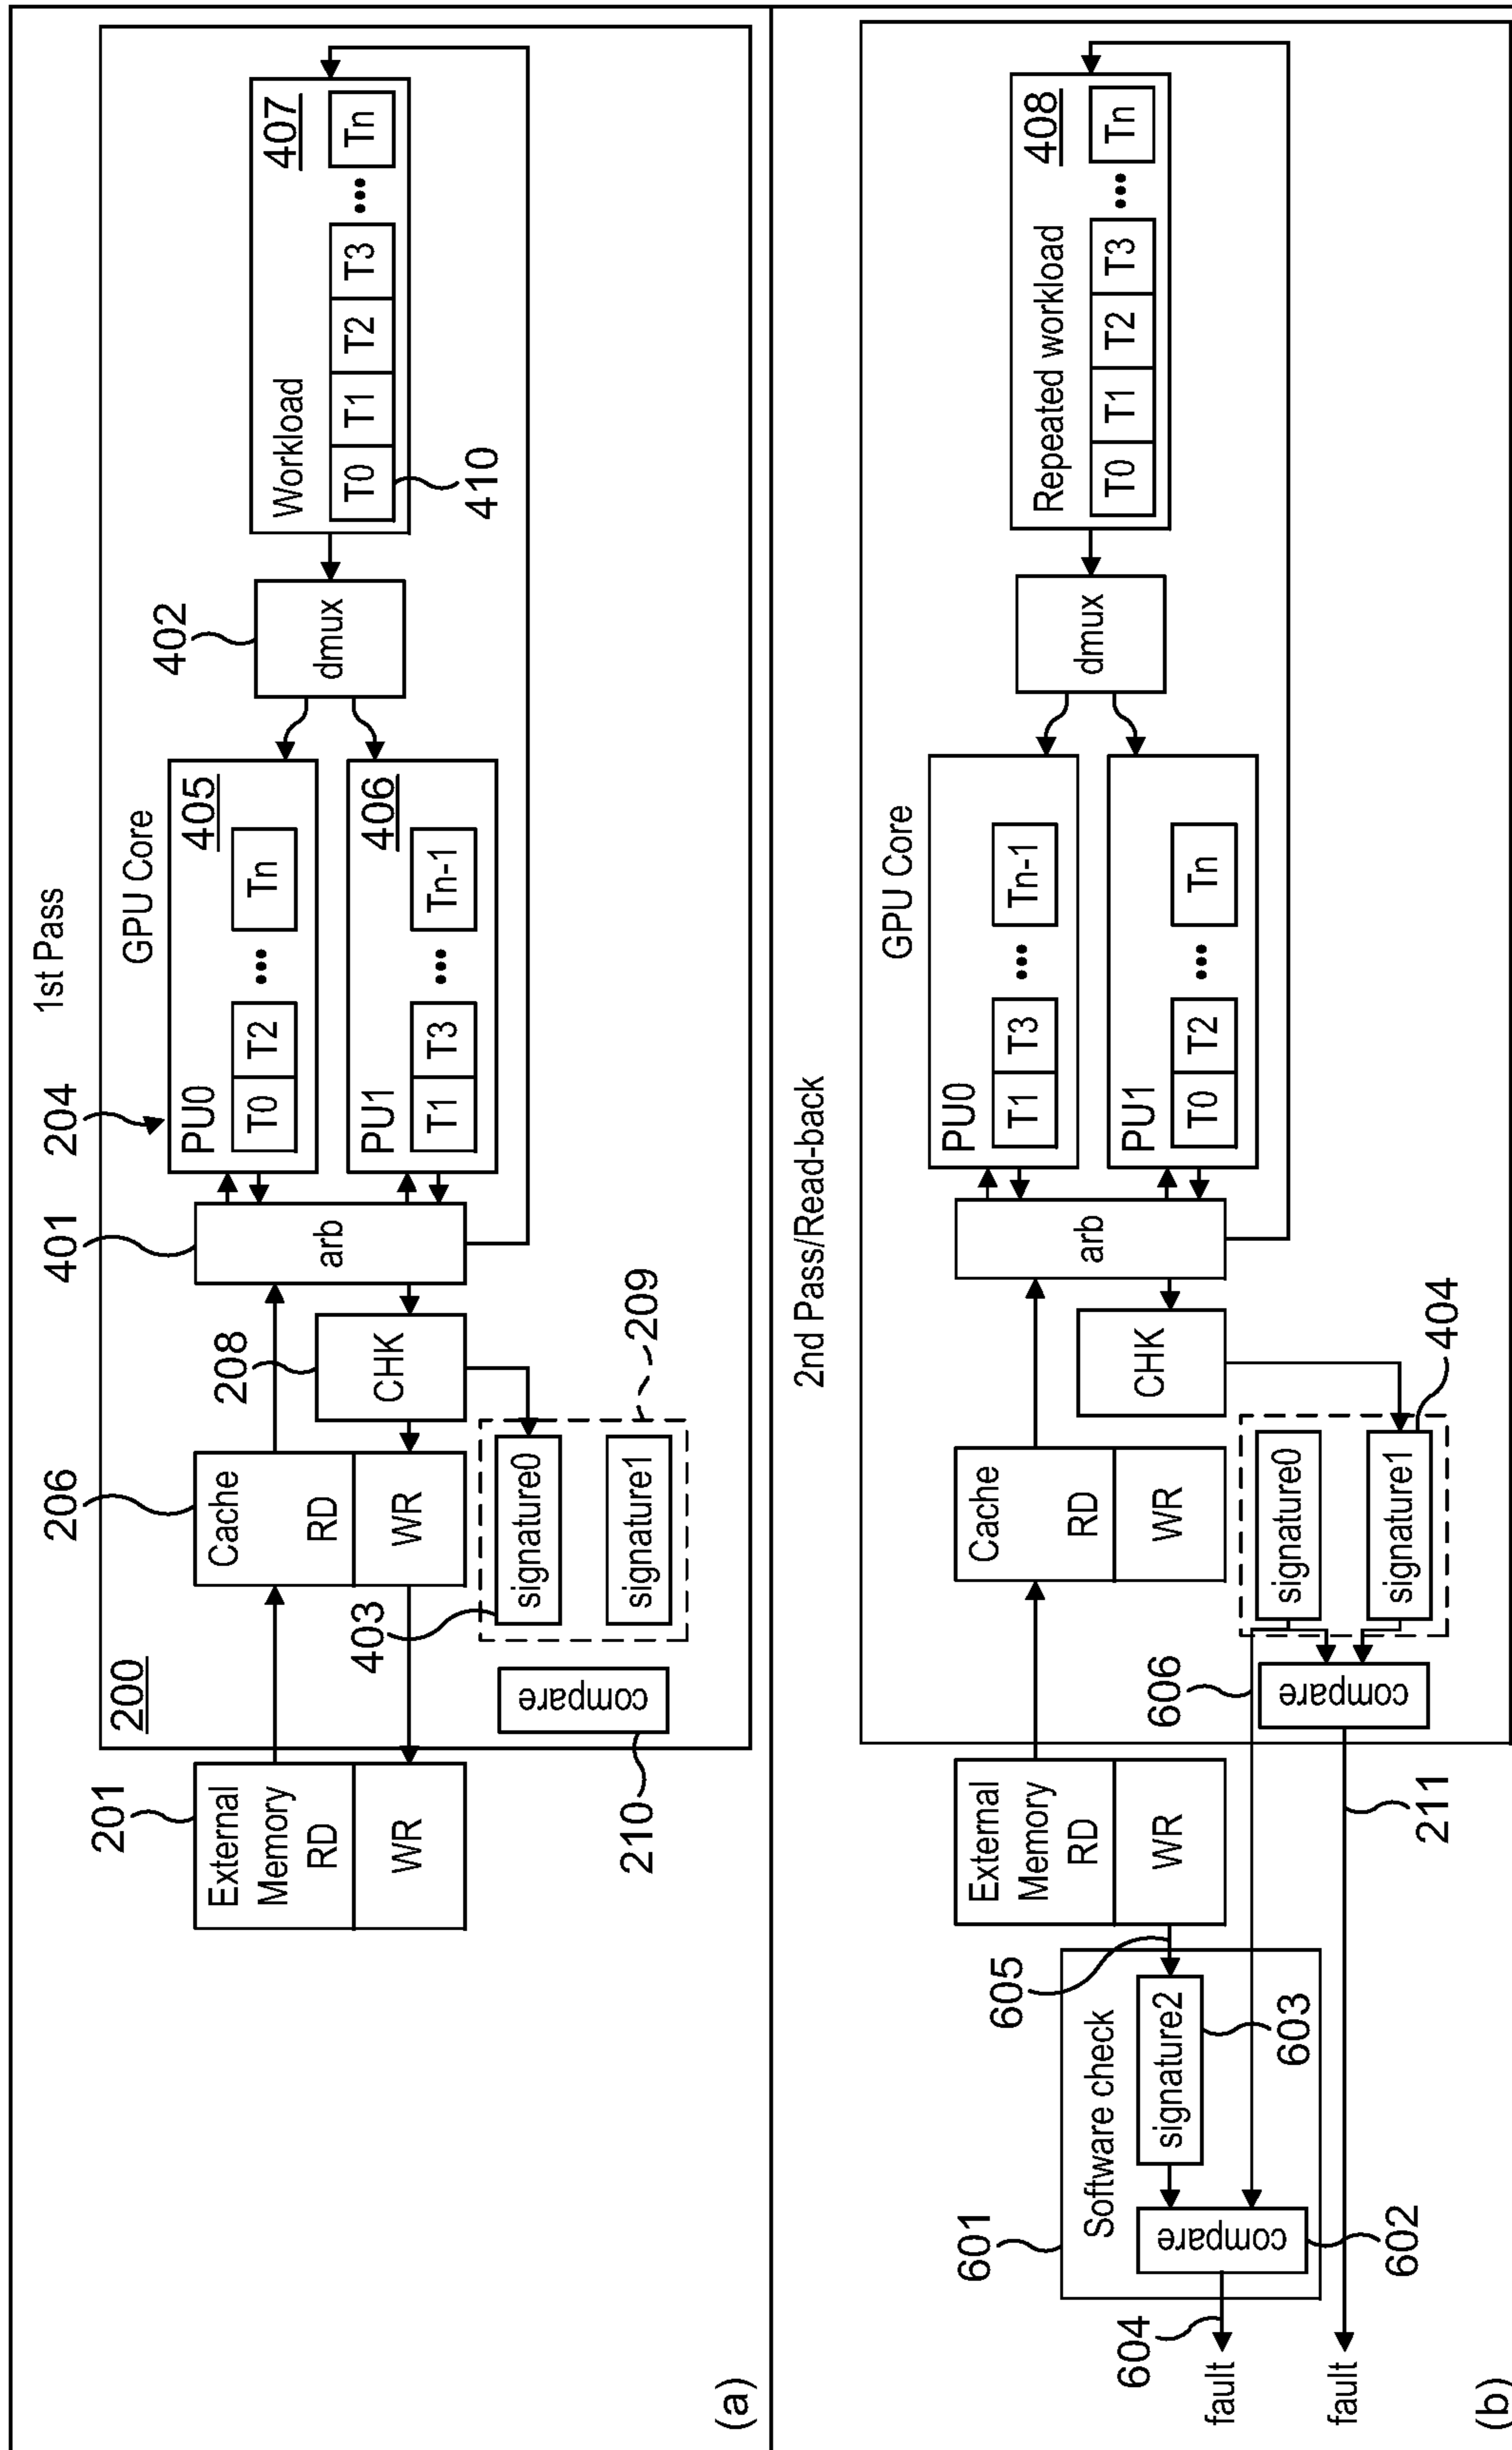 1st Pass
GPU Core
200
201
External
Memory
RD
WR
206
Cache
RD
WR
208
CHK
401
arb
204
PU0
405
T0
T2
•••
Tn
PU1
406
T1
T3
•••
Tn-1
402
dmux
Workload
407
T0
T1
T2
T3
•••
Tn
410
403
signature0
signature1
209
compare
210
(a)
2nd Pass/Read-back
GPU Core
External
Memory
RD
WR
Cache
RD
WR
CHK
arb
PU0
T1
T3
•••
Tn-1
PU1
T0
T2
•••
Tn
dmux
Repeated workload
408
T0
T1
T2
T3
•••
Tn
signature0
signature1
404
606
compare
211
605
601
Software check
signature2
603
compare
602
604
fault
fault
(b)